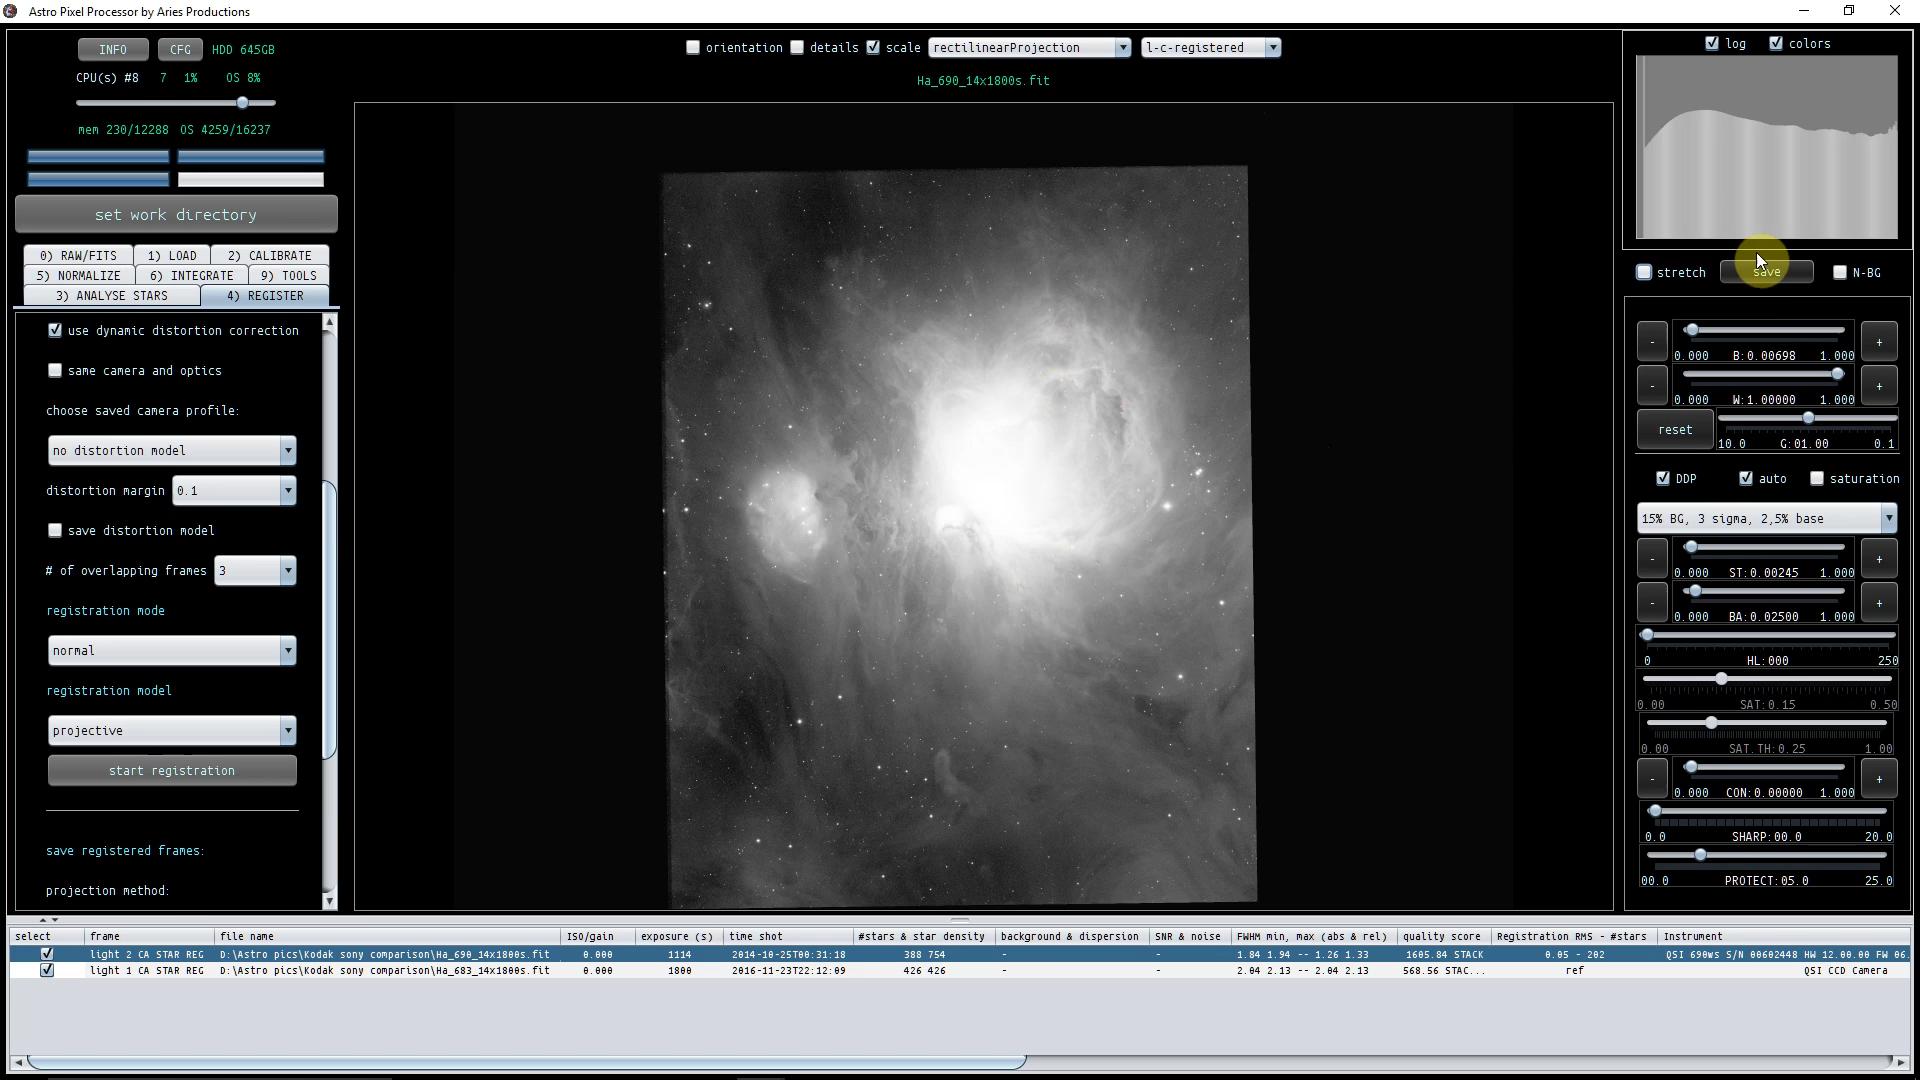 Astro Pixel Processor by Aries Productions
INFO CFG HDD 645GB
CPU(s) #8 7 1% OS 8%
mem 230/12288 OS 4259/16237
set work directory
0) RAW/FITS 1) LOAD 2) CALIBRATE
5) NORMALIZE 6) INTEGRATE 9) TOOLS
3) ANALYSE STARS 4) REGISTER
use dynamic distortion correction
same camera and optics
choose saved camera profile:
no distortion model
distortion margin 0.1
save distortion model
# of overlapping frames 3
registration mode
normal
registration model
projective
start registration
save registered frames:
projection method:
orientation details scale rectilinearProjection l-c-registered
Ha_690_14x1800s.fit
log colors
stretch save N-BG
- +
0.000 B:0.00698 1.000
- +
0.000 W:1.00000 1.000
reset
10.0 G:01.00 0.1
DDP auto saturation
15% BG, 3 sigma, 2,5% base
- +
0.000 ST:0.00245 1.000
- +
0.000 BA:0.02500 1.000
0 HL:000 250
0.00 SAT:0.15 0.50
0.00 SAT.TH:0.25 1.00
- +
0.000 CON:0.00000 1.000
0.0 SHARP:00.0 20.0
00.0 PROTECT:05.0 25.0
select frame file name ISO/gain exposure (s) time shot #stars & star density background & dispersion SNR & noise FWHM min, max (abs & rel) quality score Registration RMS - #stars Instrument
light 2 CA STAR REG D:\Astro pics\Kodak sony comparison\Ha_690_14x1800s.fit 0.000 1114 2014-10-25T00:31:18 388 754 - - 1.84 1.94 -- 1.26 1.33 1605.84 STACK 0.05 - 202 QSI 690ws S/N 00602448 HW 12.00.00 FW 06.
light 1 CA STAR REG D:\Astro pics\Kodak sony comparison\Ha_683_14x1800s.fit 0.000 1800 2016-11-23T22:12:09 426 426 - - 2.04 2.13 -- 2.04 2.13 568.56 STAC... ref QSI CCD Camera